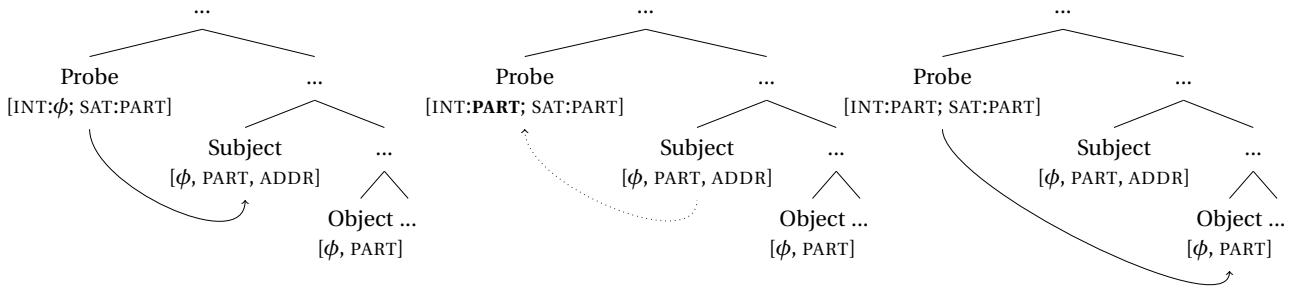 ... ... ...
Probe ... Probe ... Probe ...
[INT:ϕ; SAT:PART] [INT:PART; SAT:PART] [INT:PART; SAT:PART]
Subject ... Subject ... Subject ...
[ϕ, PART, ADDR] [ϕ, PART, ADDR] [ϕ, PART, ADDR]
Object ... Object ... Object ...
[ϕ, PART] [ϕ, PART] [ϕ, PART]